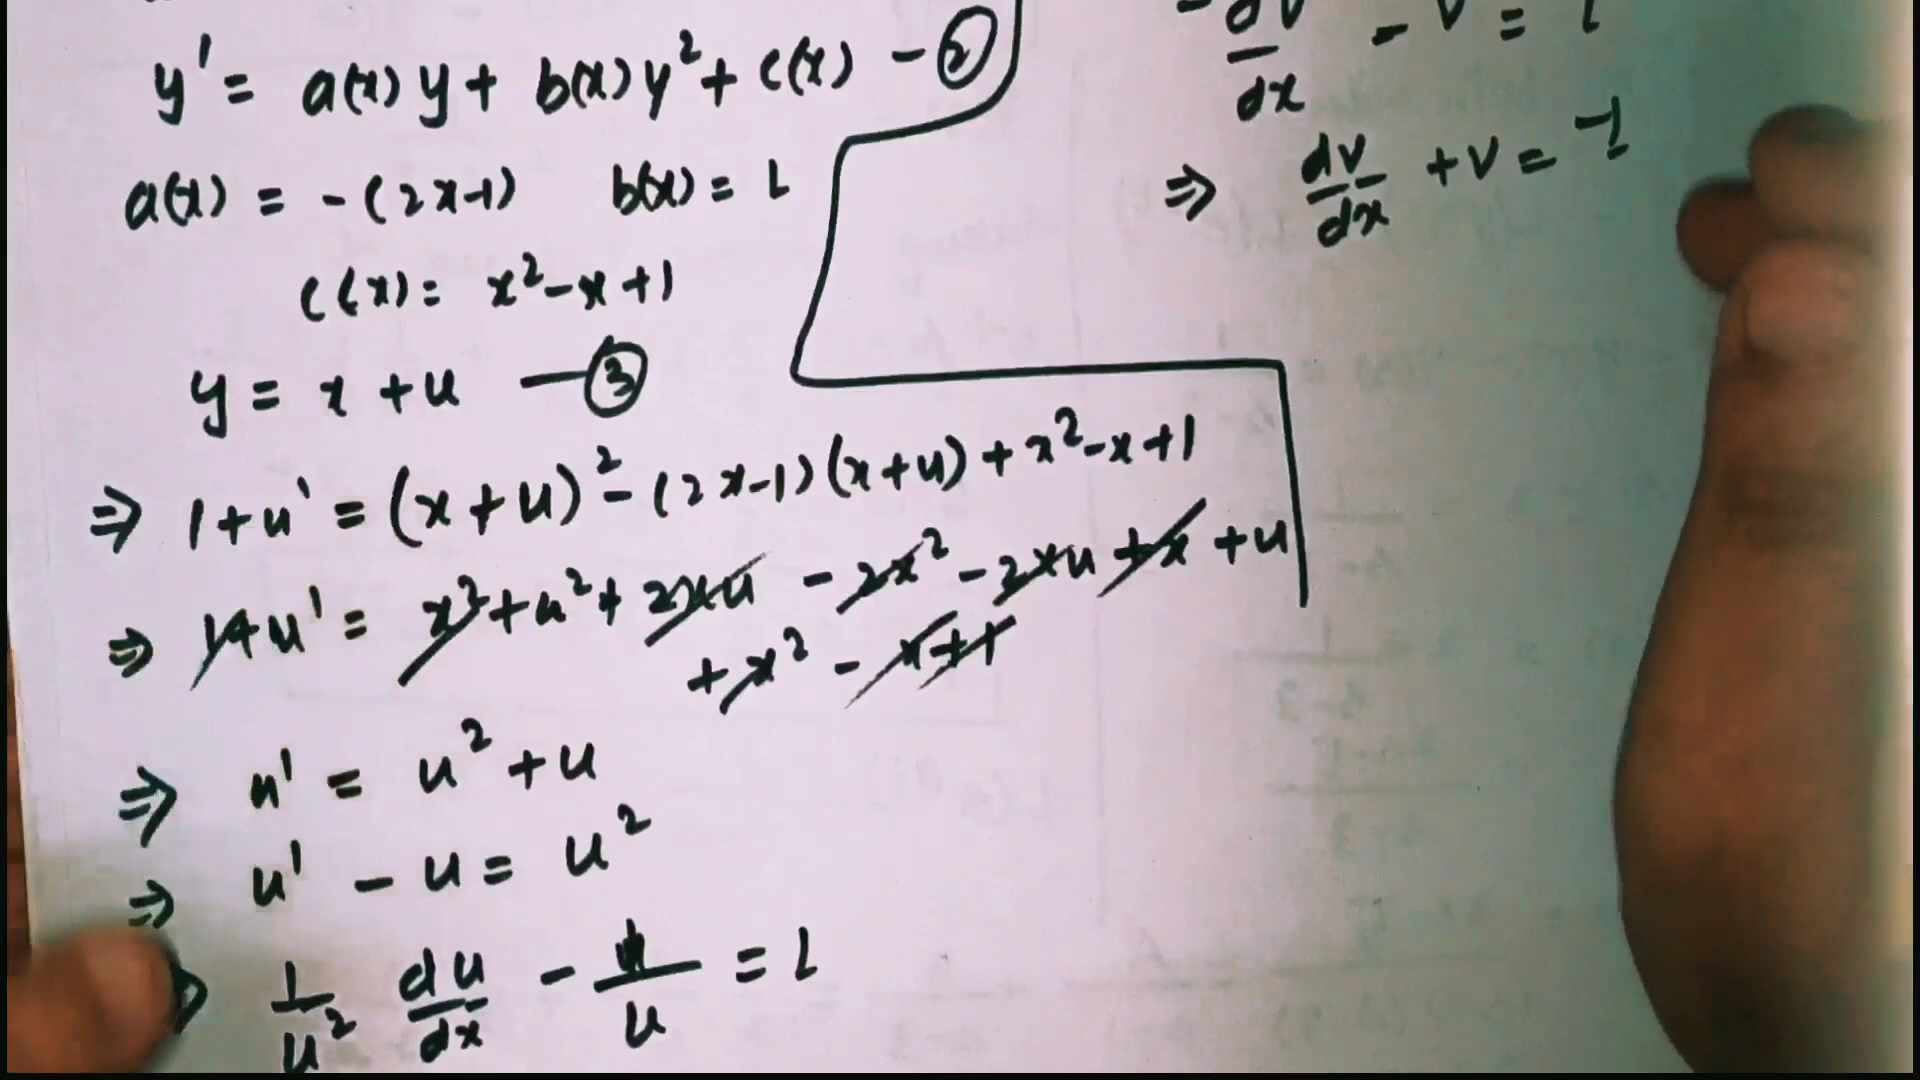 y' = a(x) y + b(x) y² + c(x) — ②
a(x) = -(2x-1) b(x) = 1
c(x) = x²-x+1
y = x + u — ③
⇒ 1+u' = (x+u)² - (2x-1)(x+u) + x²-x+1
⇒ 1+u' = x²+u²+2xu - 2x² - 2xu + x + u
+ x² - x+1
⇒ u' = u² + u
⇒ u' - u = u²
⇒ 1/u² du/dx - 1/u = 1
- dv/dx - v = 1
⇒ dv/dx + v = -1